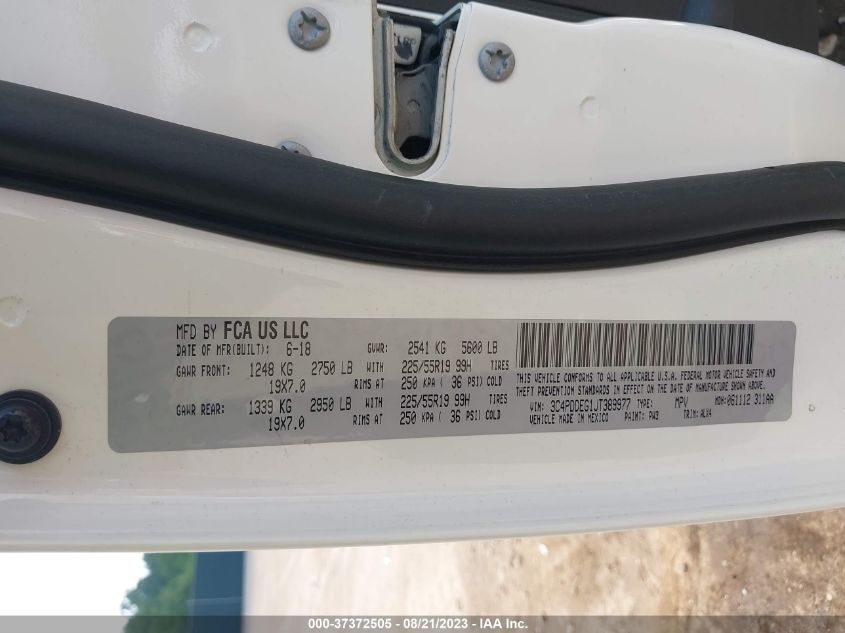 MFD BY FCA US LLC
DATE OF MFR(BUILT): 6-18 GVWR: 2541 KG 5600 LB
GAWR FRONT: 1248 KG 2750 LB WITH 225/55R19 99H TIRES
19X7.0 RIMS AT 250 KPA ( 36 PSI) COLD
GAWR REAR: 1339 KG 2950 LB WITH 225/55R19 99H TIRES
19X7.0 RIMS AT 250 KPA ( 36 PSI) COLD
THIS VEHICLE CONFORMS TO ALL APPLICABLE U.S.A. FEDERAL MOTOR VEHICLE SAFETY AND
THEFT PREVENTION STANDARDS IN EFFECT ON THE DATE OF MANUFACTURE SHOWN ABOVE.
VIN: 3C4PDDEG1JT389977 TYPE: MPV MDH: 061112 311AA
VEHICLE MADE IN MEXICO PAINT: PW3 TRIM: ALX4
000-37372505 - 08/21/2023 - IAA Inc.